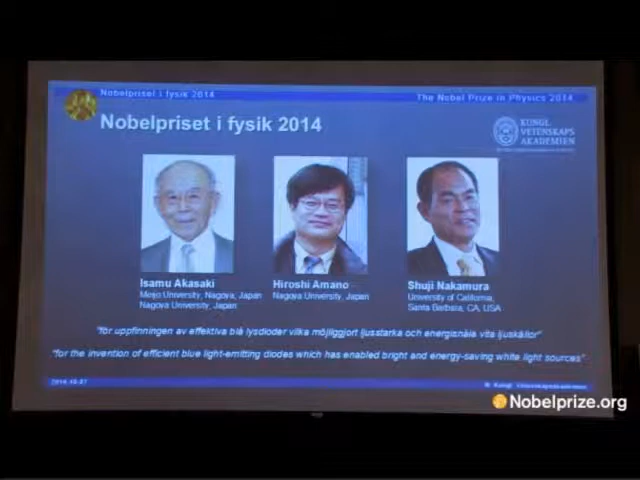 Nobelpriset i fysik 2014
The Nobel Prize in Physics 2014
Nobelpriset i fysik 2014
KUNGL.
VETENSKAPS
AKADEMIEN
Isamu Akasaki
Meijo University, Nagoya, Japan
Nagoya University, Japan
Hiroshi Amano
Nagoya University, Japan
Shuji Nakamura
University of California,
Santa Barbara, CA, USA
"för uppfinningen av effektiva blå lysdioder vilka möjliggjort ljusstarka och energisnåla vita ljuskällor"
"for the invention of efficient blue light-emitting diodes which has enabled bright and energy-saving white light sources"
2014-10-07
Nobelprize.org